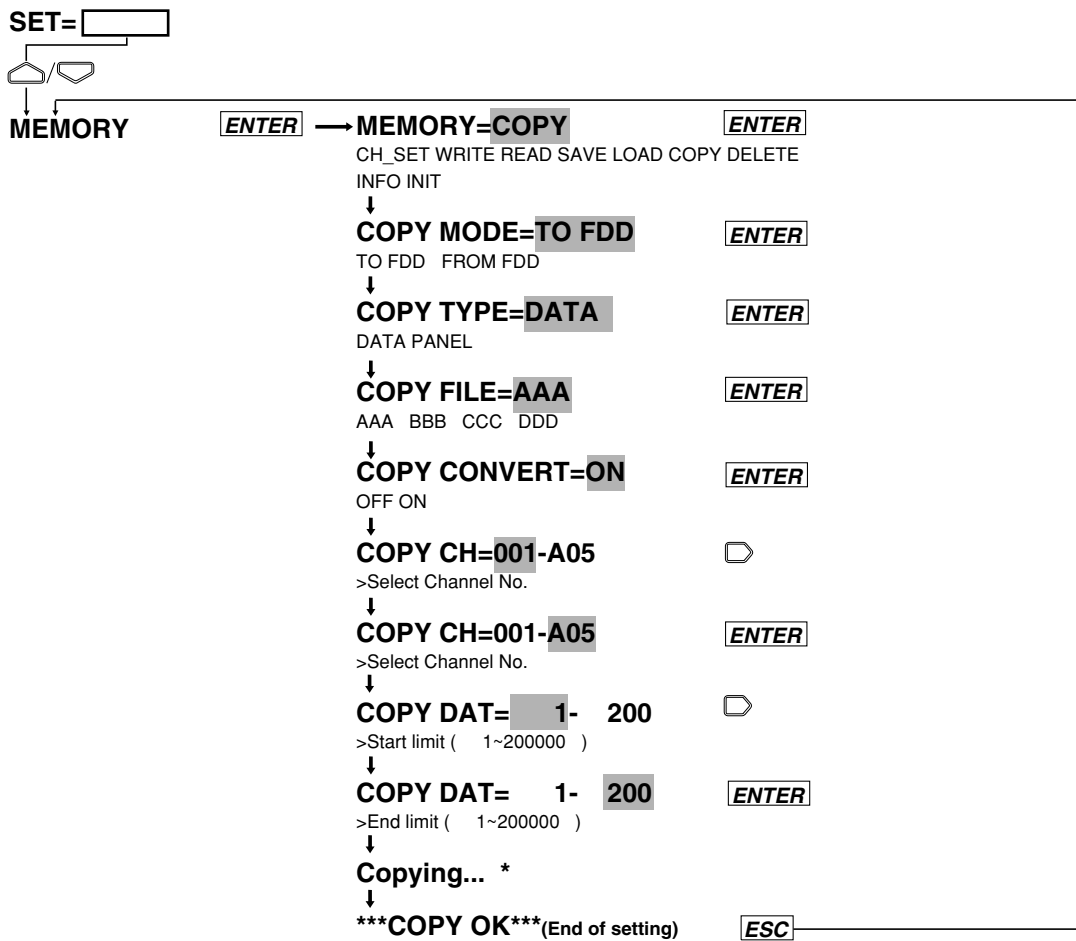 SET=
/
MEMORY ENTER MEMORY=COPY ENTER
CH_SET WRITE READ SAVE LOAD COPY DELETE
INFO INIT
COPY MODE=TO FDD ENTER
TO FDD FROM FDD
COPY TYPE=DATA ENTER
DATA PANEL
COPY FILE=AAA ENTER
AAA BBB CCC DDD
COPY CONVERT=ON ENTER
OFF ON
COPY CH=001-A05
>Select Channel No.
COPY CH=001-A05 ENTER
>Select Channel No.
COPY DAT= 1- 200
>Start limit ( 1~200000 )
COPY DAT= 1- 200 ENTER
>End limit ( 1~200000 )
Copying... *
***COPY OK***(End of setting) ESC